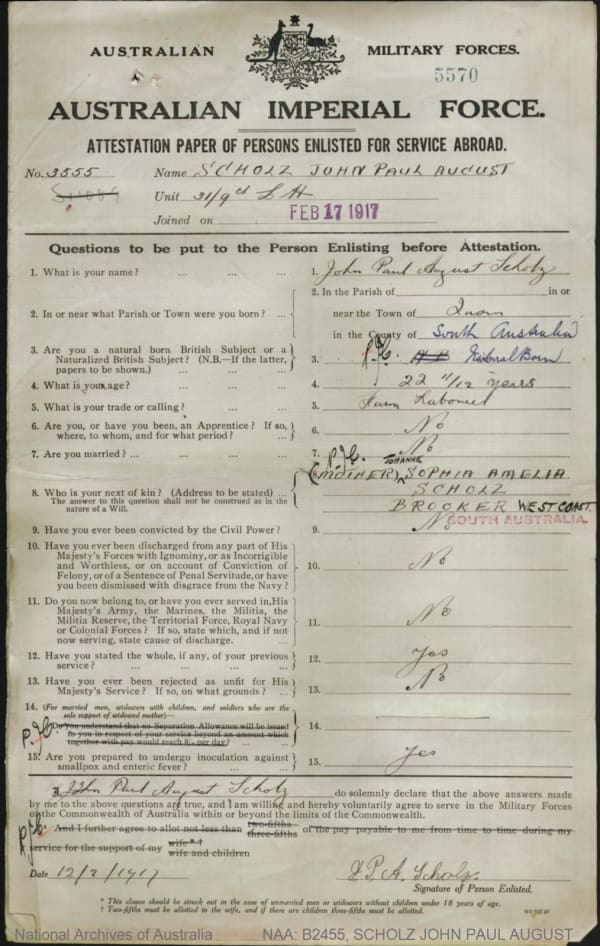 AUSTRALIAN MILITARY FORCES.
5570
AUSTRALIAN IMPERIAL FORCE.
ATTESTATION PAPER OF PERSONS ENLISTED FOR SERVICE ABROAD.
No. 3555 Name SCHOLZ JOHN PAUL AUGUST
Unit 31/9th LH
Joined on FEB 17 1917
Questions to be put to the Person Enlisting before Attestation.
1. What is your name? ... ... ... 1. John Paul August Scholz
2. In or near what Parish or Town were you born? ... 2. In the Parish of in or
near the Town of Quorn
in the County of South Australia
3. Are you a natural born British Subject or a
Naturalized British Subject? (N.B.—If the latter,
papers to be shown.) ... ... ... 3. Natural Born
4. What is your age? ... ... ... 4. 22 11/12 years
5. What is your trade or calling? ... ... 5. Farm Labourer
6. Are you, or have you been, an Apprentice? If so,
where, to whom, and for what period? ... ... 6. No
7. Are you married? ... ... ... ... 7. No
8. Who is your next of kin? (Address to be stated) ...
The answer to this question shall not be construed as in the
nature of a Will.
(MOTHER) JOHANNE SOPHIA AMELIA
SCHOLZ
BROOKER WEST COAST.
SOUTH AUSTRALIA.
9. Have you ever been convicted by the Civil Power? 9. No
10. Have you ever been discharged from any part of His
Majesty's Forces with Ignominy, or as Incorrigible
and Worthless, or on account of Conviction of
Felony, or of a Sentence of Penal Servitude, or have
you been dismissed with disgrace from the Navy? 10. No
11. Do you now belong to, or have you ever served in, His
Majesty's Army, the Marines, the Militia, the
Militia Reserve, the Territorial Force, Royal Navy
or Colonial Forces? If so, state which, and if not
now serving, state cause of discharge. ... 11. No
12. Have you stated the whole, if any, of your previous
service? ... ... ... ... 12. Yes
13. Have you ever been rejected as unfit for His
Majesty's Service? If so, on what grounds? ... 13. No
14. (For married men, widowers with children, and soldiers who are the
sole support of widowed mother)—
Do you understand that no Separation Allowance will be issued
to you in respect of your service beyond an amount which
together with pay would reach 8/- per day? ... 14.
15. Are you prepared to undergo inoculation against
smallpox and enteric fever? ... ... 15. Yes
I, John Paul August Scholz do solemnly declare that the above answers made
by me to the above questions are true, and I am willing and hereby voluntarily agree to serve in the Military Forces
of the Commonwealth of Australia within or beyond the limits of the Commonwealth.
And I further agree to allot not less than two-fifths three-fifths of the pay payable to me from time to time during my
service for the support of my wife * † wife and children
Date 12/2/1917 J.P.A. Scholz.
Signature of Person Enlisted.
* This clause should be struck out in the case of unmarried men or widowers without children under 18 years of age.
† Two-fifths must be allotted to the wife, and if there are children three-fifths must be allotted.
National Archives of Australia NAA: B2455, SCHOLZ JOHN PAUL AUGUST